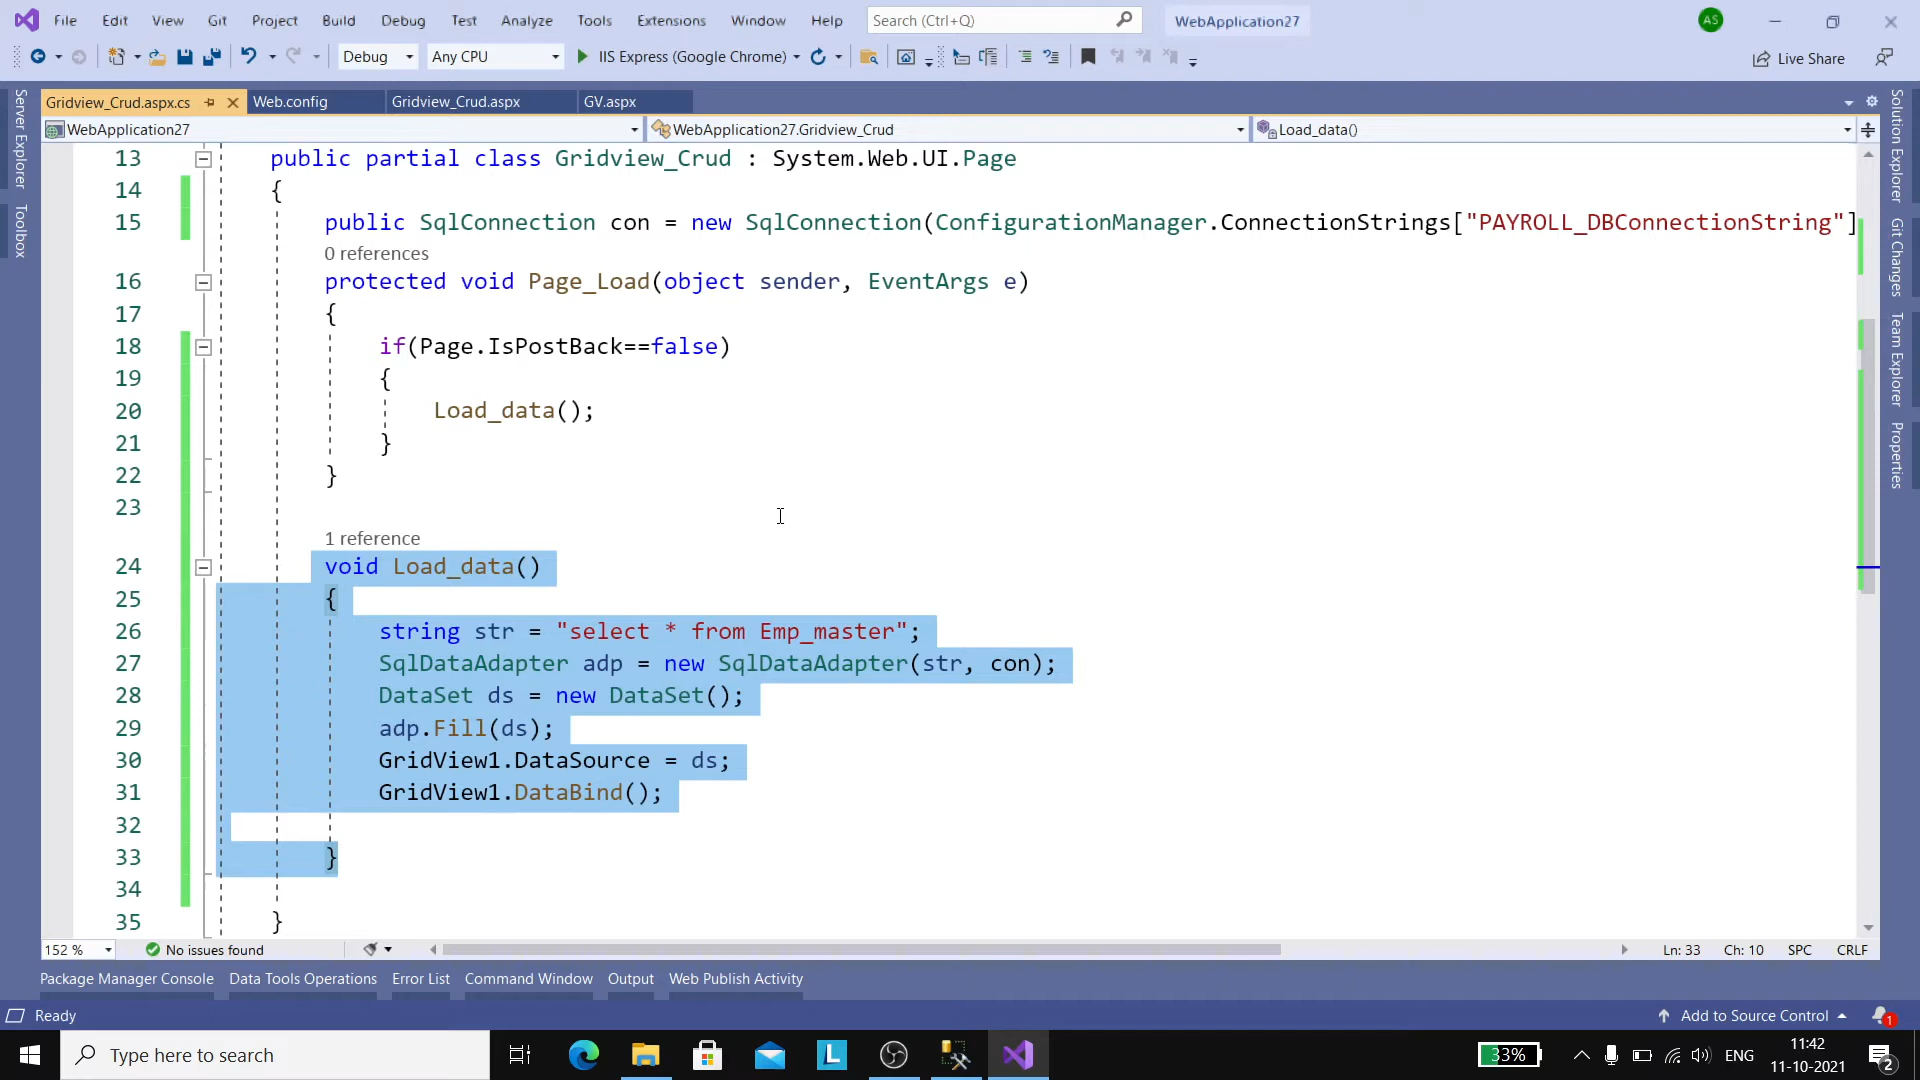 File Edit View Git Project Build Debug Test Analyze Tools Extensions Window Help Search (Ctrl+Q) WebApplication27 AS
Debug Any CPU IIS Express (Google Chrome) Live Share
Gridview_Crud.aspx.cs Web.config Gridview_Crud.aspx GV.aspx
WebApplication27 WebApplication27.Gridview_Crud Load_data()
Server Explorer
Toolbox
13 public partial class Gridview_Crud : System.Web.UI.Page
14 {
15 public SqlConnection con = new SqlConnection(ConfigurationManager.ConnectionStrings["PAYROLL_DBConnectionString"]
0 references
16 protected void Page_Load(object sender, EventArgs e)
17 {
18 if(Page.IsPostBack==false)
19 {
20 Load_data();
21 }
22 }
23
1 reference
24 void Load_data()
25 {
26 string str = "select * from Emp_master";
27 SqlDataAdapter adp = new SqlDataAdapter(str, con);
28 DataSet ds = new DataSet();
29 adp.Fill(ds);
30 GridView1.DataSource = ds;
31 GridView1.DataBind();
32
33 }
34
35 }
Solution Explorer
Git Changes
Team Explorer
Properties
152 % No issues found Ln: 33 Ch: 10 SPC CRLF
Package Manager Console Data Tools Operations Error List Command Window Output Web Publish Activity
Ready Add to Source Control 1
Type here to search L 33% ENG 11:42
11-10-2021 2